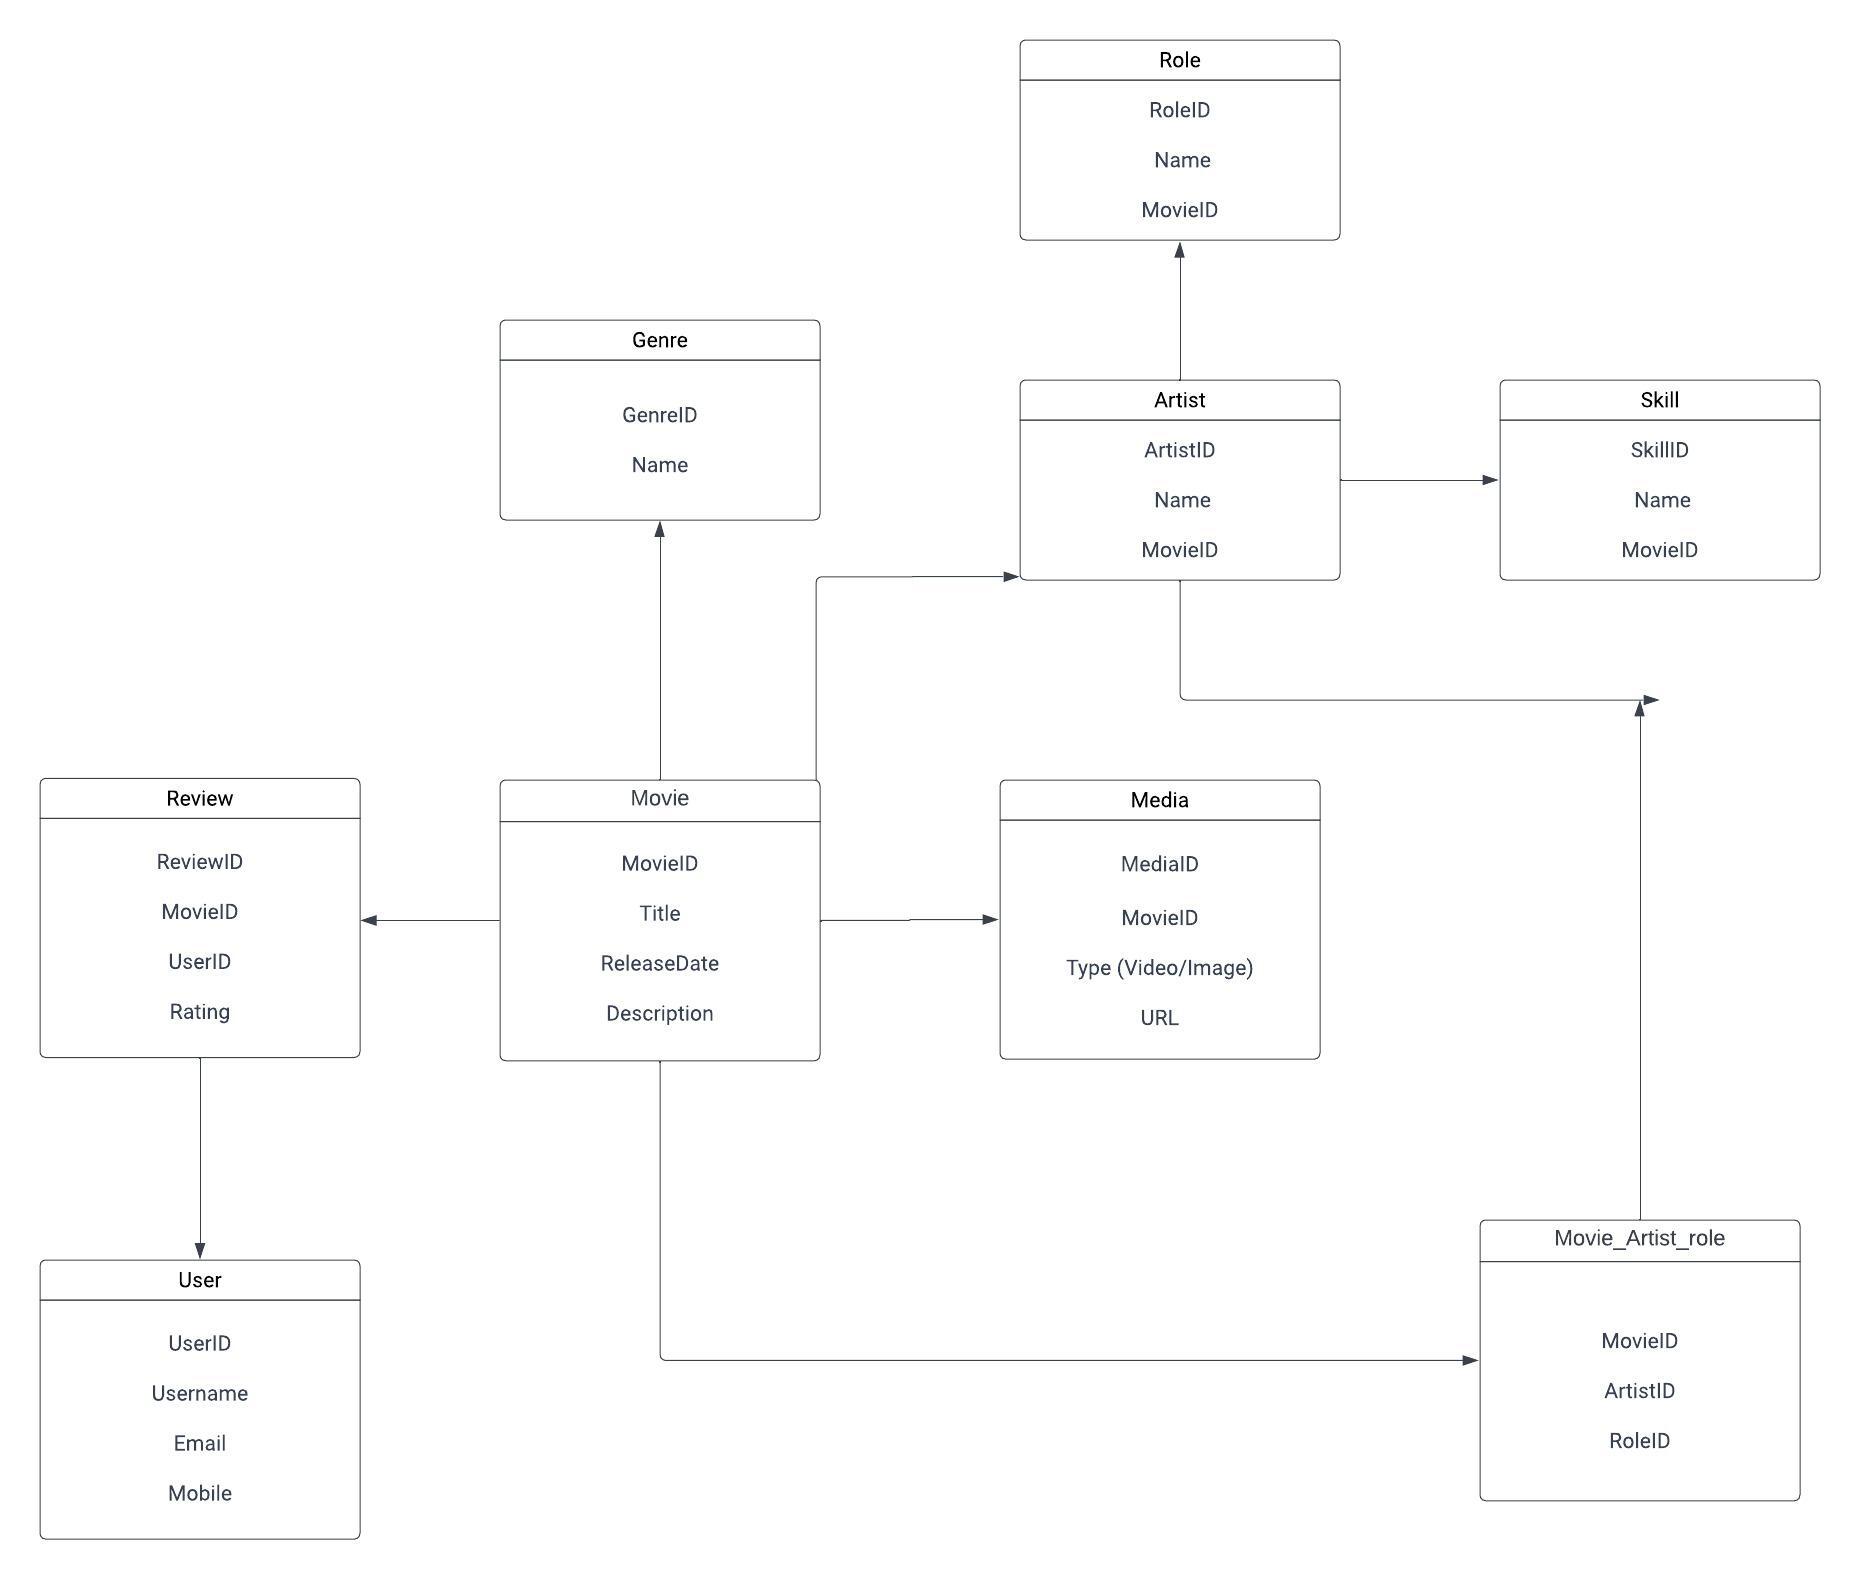 Role
RoleID
Name
MovieID
Genre
GenreID
Name
Artist
ArtistID
Name
MovieID
Skill
SkillID
Name
MovieID
Review
ReviewID
MovieID
UserID
Rating
Movie
MovieID
Title
ReleaseDate
Description
Media
MediaID
MovieID
Type (Video/Image)
URL
User
UserID
Username
Email
Mobile
Movie_Artist_role
MovieID
ArtistID
RoleID